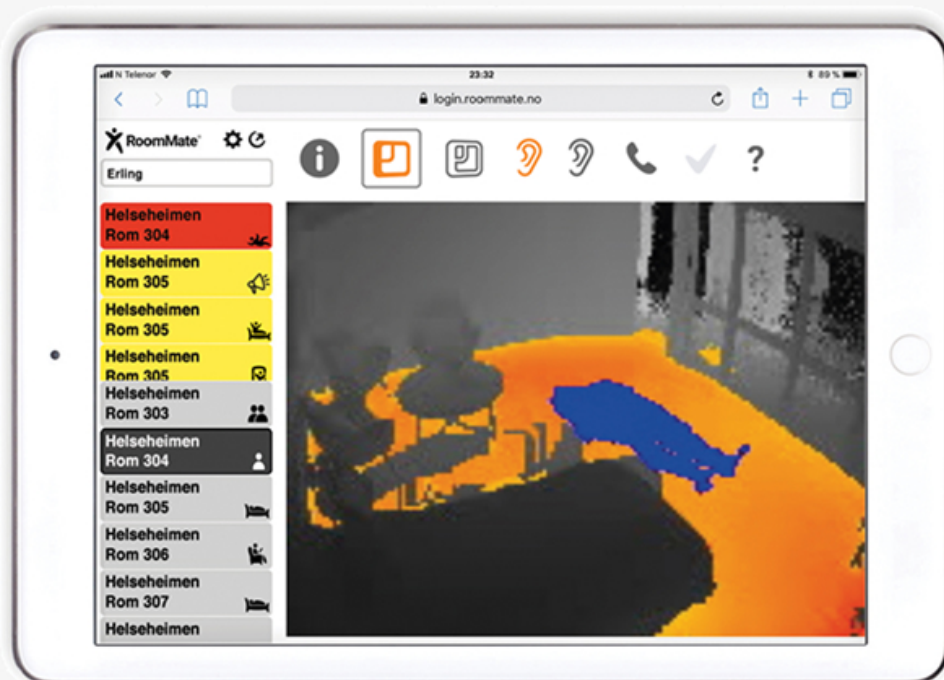 N Telenor
23:32
89 %
login.roommate.no
RoomMate®
Erling
Helseheimen
Rom 304
Helseheimen
Rom 305
Helseheimen
Rom 305
Helseheimen
Rom 305
Helseheimen
Rom 303
Helseheimen
Rom 304
Helseheimen
Rom 305
Helseheimen
Rom 306
Helseheimen
Rom 307
Helseheimen
?